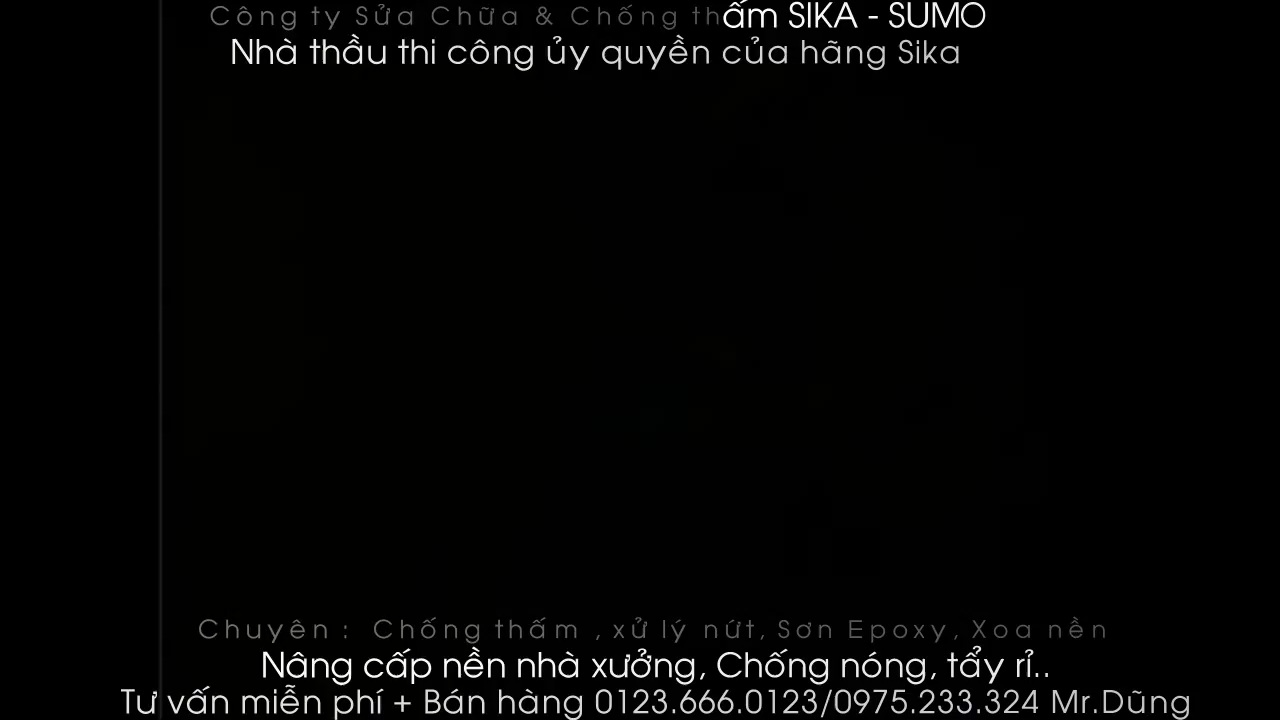 Công ty Sửa Chữa & Chống thấm SIKA - SUMO
Nhà thầu thi công ủy quyền của hãng Sika
Chuyên : Chống thấm , xử lý nứt, Sơn Epoxy, Xoa nền
Nâng cấp nền nhà xưởng, Chống nóng, tẩy rỉ..
Tư vấn miễn phí + Bán hàng 0123.666.0123/0975.233.324 Mr.Dũng